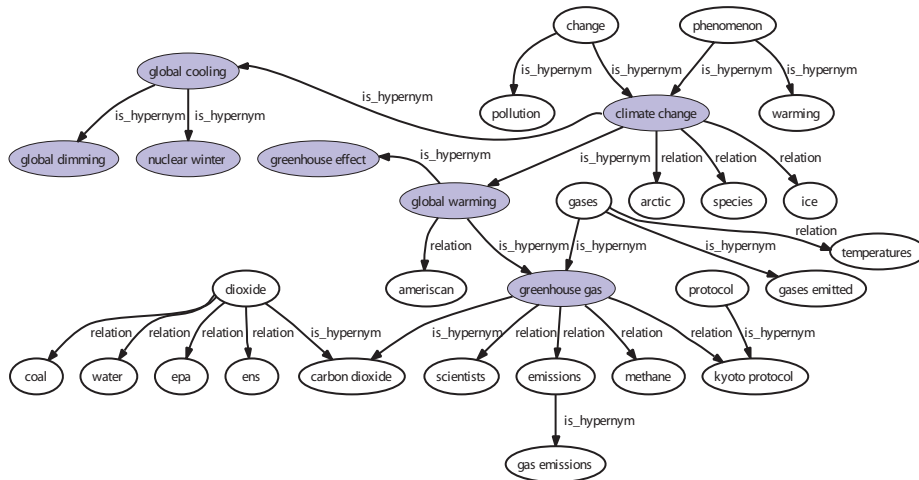 change
phenomenon
global cooling
is_hypernym
is_hypernym
is_hypernym
is_hypernym
is_hypernym
is_hypernym
is_hypernym
pollution
climate change
warming
global dimming
nuclear winter
greenhouse effect
is_hypernym
is_hypernym
relation
relation
relation
global warming
gases
arctic
species
ice
relation
relation
is_hypernym
is_hypernym
is_hypernym
temperatures
dioxide
ameriscan
greenhouse gas
protocol
gases emitted
relation
relation
relation
relation
is_hypernym
is_hypernym
relation
relation
relation
relation
is_hypernym
coal
water
epa
ens
carbon dioxide
scientists
emissions
methane
kyoto protocol
is_hypernym
gas emissions